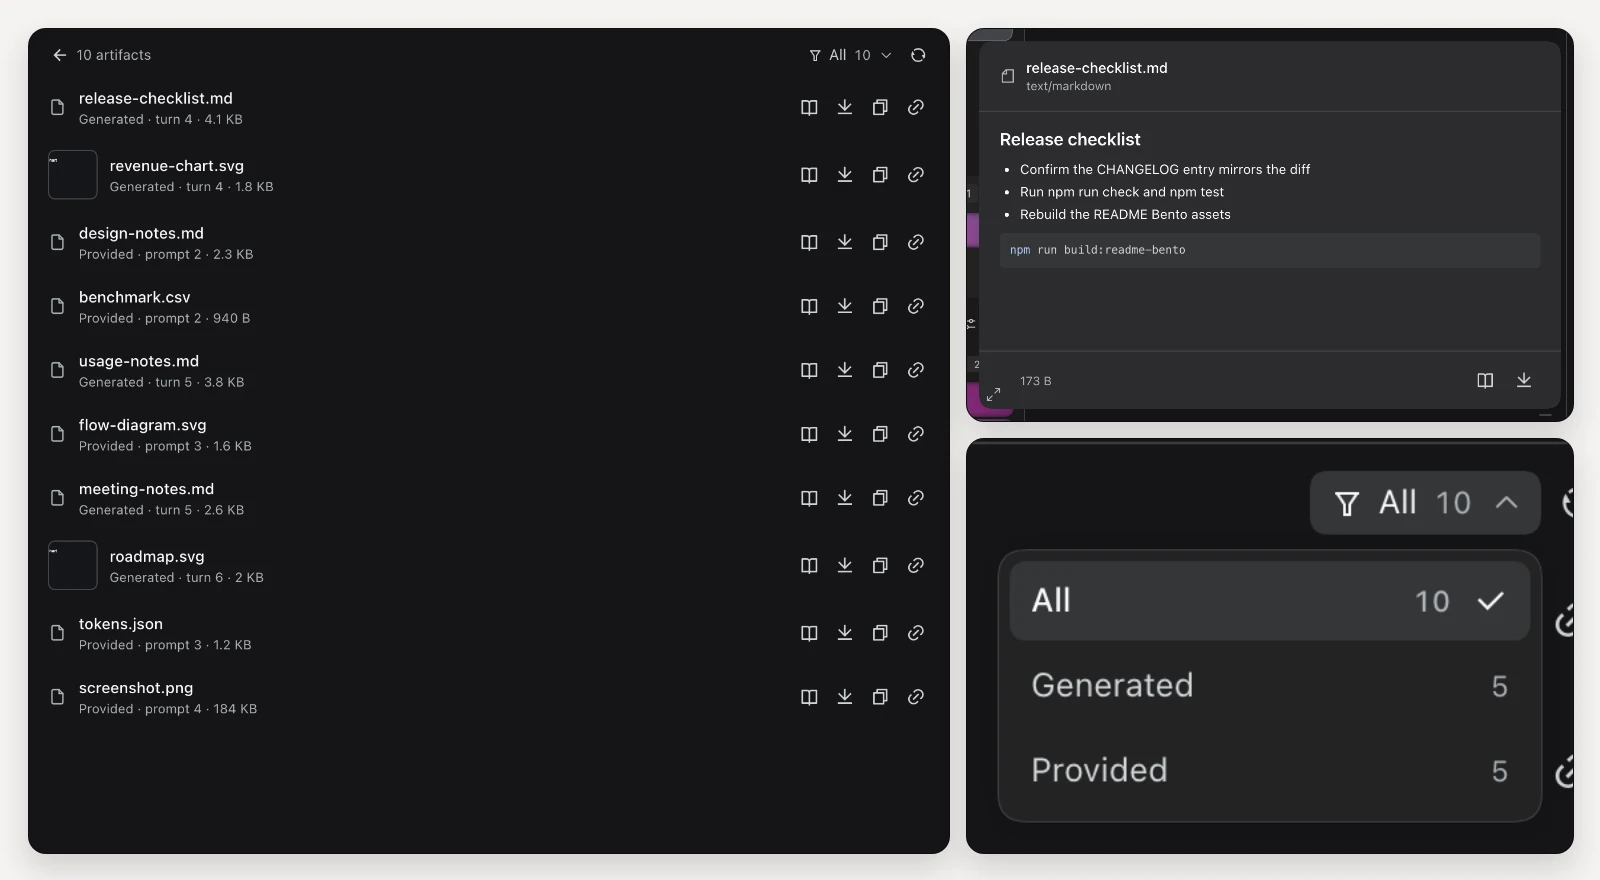 10 artifacts
All 10
release-checklist.md
Generated · turn 4 · 4.1 KB
revenue-chart.svg
Generated · turn 4 · 1.8 KB
design-notes.md
Provided · prompt 2 · 2.3 KB
benchmark.csv
Provided · prompt 2 · 940 B
usage-notes.md
Generated · turn 5 · 3.8 KB
flow-diagram.svg
Provided · prompt 3 · 1.6 KB
meeting-notes.md
Generated · turn 5 · 2.6 KB
roadmap.svg
Generated · turn 6 · 2 KB
tokens.json
Provided · prompt 3 · 1.2 KB
screenshot.png
Provided · prompt 4 · 184 KB
release-checklist.md
text/markdown
Release checklist
• Confirm the CHANGELOG entry mirrors the diff
• Run npm run check and npm test
• Rebuild the README Bento assets
npm run build:readme-bento
1
2
173 B
All 10
All 10
Generated 5
Provided 5